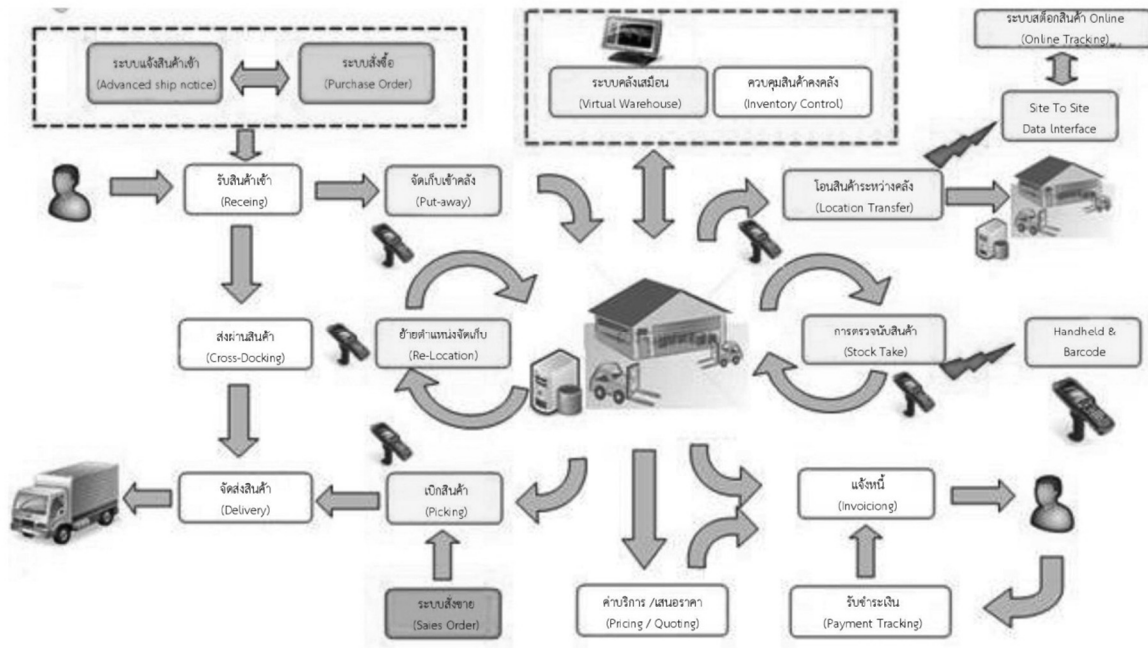 ระบบแจ้งสินค้าเข้า
(Advanced ship notice)
ระบบสั่งซื้อ
(Purchase Order)
ระบบคลังเสมือน
(Virtual Warehouse)
ควบคุมสินค้าคงคลัง
(Inventory Control)
ระบบสต็อกสินค้า Online
(Online Tracking)
Site To Site
Data Interface
รับสินค้าเข้า
(Receing)
จัดเก็บเข้าคลัง
(Put-away)
โอนสินค้าระหว่างคลัง
(Location Transfer)
ส่งผ่านสินค้า
(Cross-Docking)
ย้ายตำแหน่งจัดเก็บ
(Re-Location)
การตรวจนับสินค้า
(Stock Take)
Handheld &
Barcode
จัดส่งสินค้า
(Delivery)
เบิกสินค้า
(Picking)
แจ้งหนี้
(Invoiciong)
ระบบสั่งขาย
(Sales Order)
ค่าบริการ /เสนอราคา
(Pricing / Quoting)
รับชำระเงิน
(Payment Tracking)